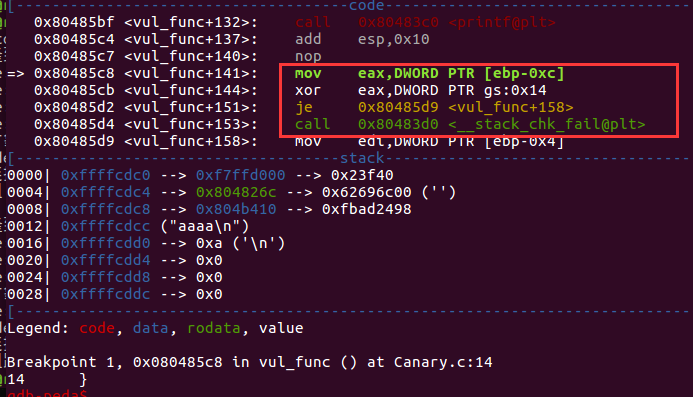 [------------------------------------code------------------------------------
   0x80485bf <vul_func+132>:    call   0x80483c0 <printf@plt>
   0x80485c4 <vul_func+137>:    add    esp,0x10
   0x80485c7 <vul_func+140>:    nop
=> 0x80485c8 <vul_func+141>:    mov    eax,DWORD PTR [ebp-0xc]
   0x80485cb <vul_func+144>:    xor    eax,DWORD PTR gs:0x14
   0x80485d2 <vul_func+151>:    je     0x80485d9 <vul_func+158>
   0x80485d4 <vul_func+153>:    call   0x80483d0 <__stack_chk_fail@plt>
   0x80485d9 <vul_func+158>:    mov    edi,DWORD PTR [ebp-0x4]
[------------------------------------stack-----------------------------------
0000| 0xffffcdc0 --> 0xf7ffd000 --> 0x23f40
0004| 0xffffcdc4 --> 0x804826c --> 0x62696c00 ('')
0008| 0xffffcdc8 --> 0x804b410 --> 0xfbad2498
0012| 0xffffcdcc ("aaaa\n")
0016| 0xffffcdd0 --> 0xa ('\n')
0020| 0xffffcdd4 --> 0x0
0024| 0xffffcdd8 --> 0x0
0028| 0xffffcddc --> 0x0
[----------------------------------------------------------------------------
Legend: code, data, rodata, value

Breakpoint 1, 0x080485c8 in vul_func () at Canary.c:14
14      }
gdb-peda$